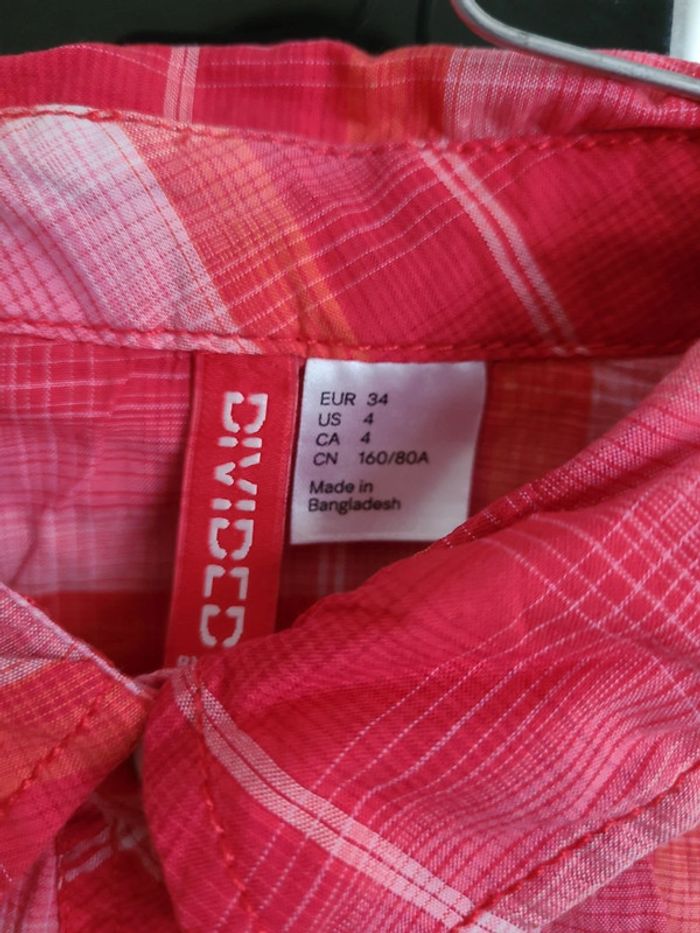 DIVIDED
EUR 34
US 4
CA 4
CN 160/80A
Made in
Bangladesh